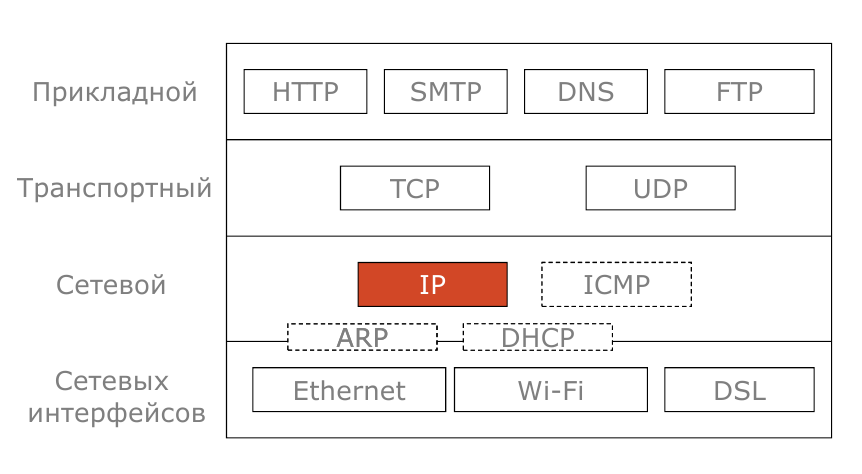 Прикладной
HTTP
SMTP
DNS
FTP
Транспортный
TCP
UDP
Сетевой
IP
ICMP
ARP
DHCP
Сетевых
интерфейсов
Ethernet
Wi-Fi
DSL